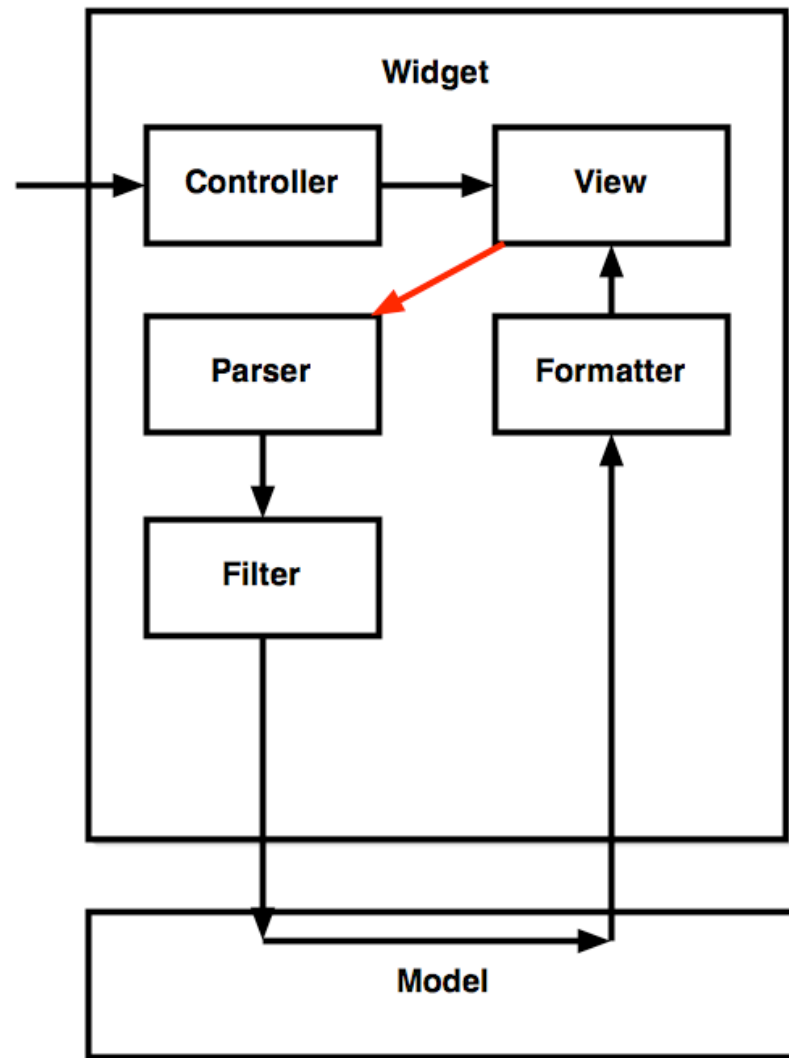 Widget
Controller
View
Parser
Formatter
Filter
Model